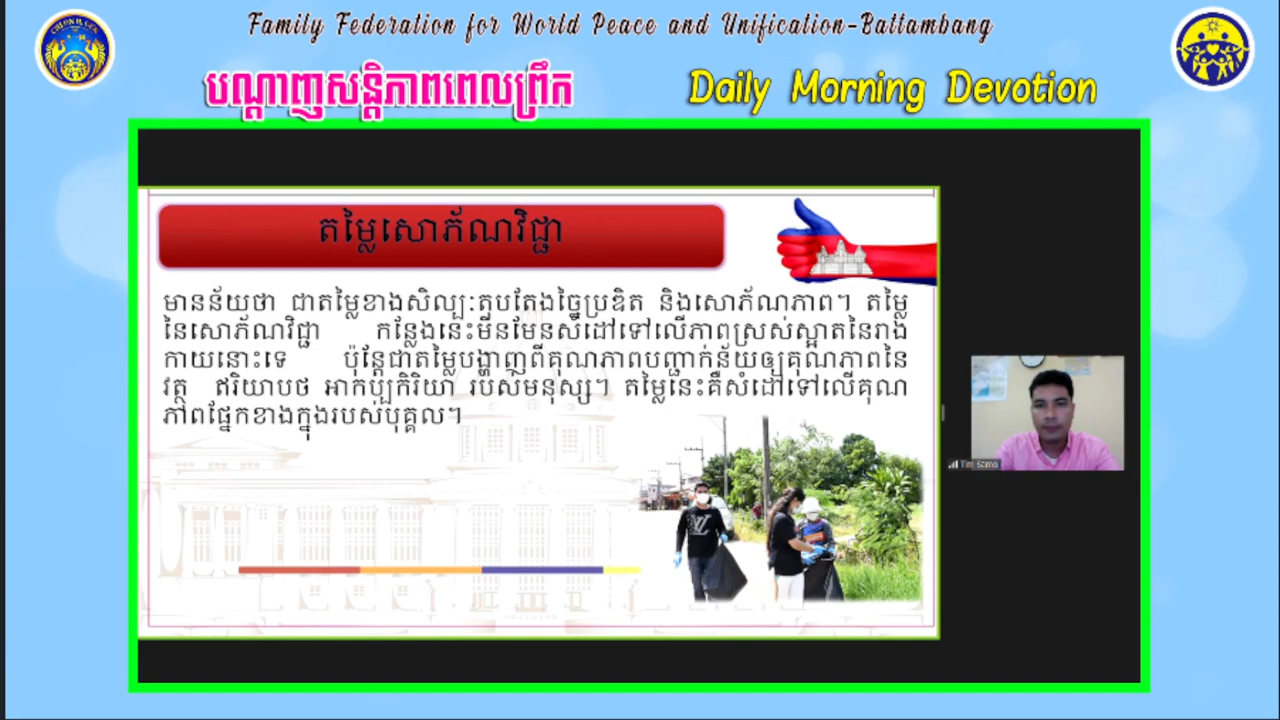 Family Federation for World Peace and Unification-Battambang
បណ្តាញសន្តិភាពពេលព្រឹក
Daily Morning Devotion
តម្លៃសោភ័ណវិជ្ជា
មានន័យថា ជាតម្លៃខាងសិល្បៈតុបតែងច្នៃប្រឌិត និងសោភ័ណភាព។ តម្លៃ
នៃសោភ័ណវិជ្ជា កន្លែងនេះមិនមែនសំដៅទៅលើភាពស្រស់ស្អាតនៃរាង
កាយនោះទេ ប៉ុន្តែជាតម្លៃបង្ហាញពីគុណភាពបញ្ជាក់ន័យឲ្យគុណភាពនៃ
វត្ថុ ឥរិយាបថ អាកប្បកិរិយា របស់មនុស្ស។ តម្លៃនេះគឺសំដៅទៅលើគុណ
ភាពផ្នែកខាងក្នុងរបស់បុគ្គល។